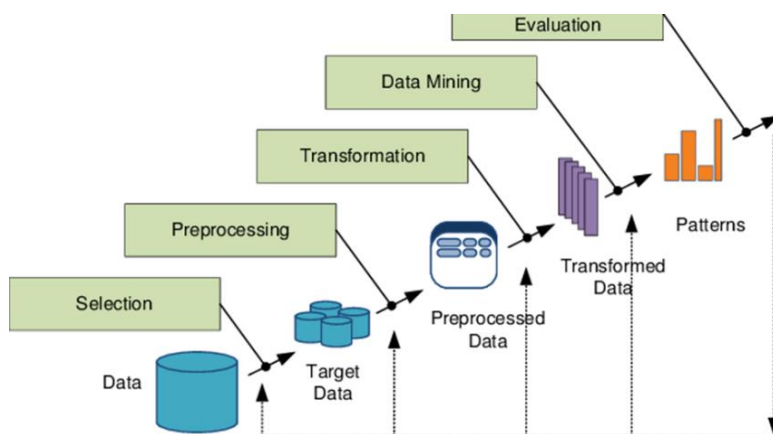 Evaluation
Data Mining
Transformation
Preprocessing
Patterns
Transformed
Data
Selection
Preprocessed
Data
Target
Data
Data